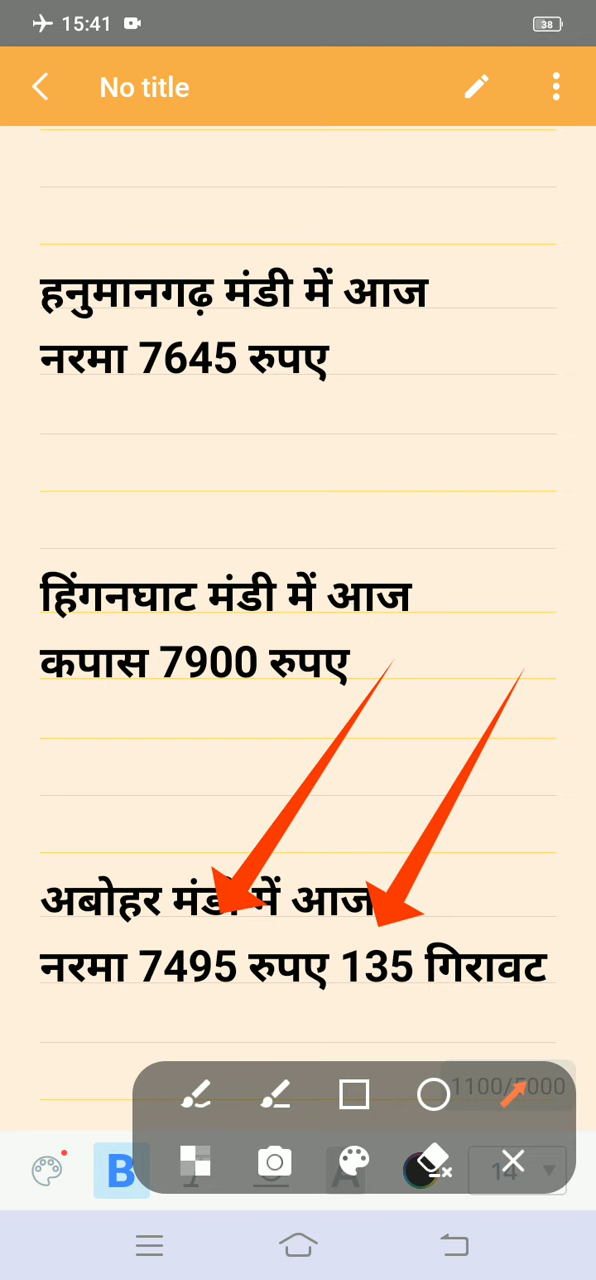 15:41
38
No title
हनुमानगढ़ मंडी में आज
नरमा 7645 रुपए
हिंगनघाट मंडी में आज
कपास 7900 रुपए
अबोहर मंडी में आज
नरमा 7495 रुपए 135 गिरावट
1100/5000
B
A
14